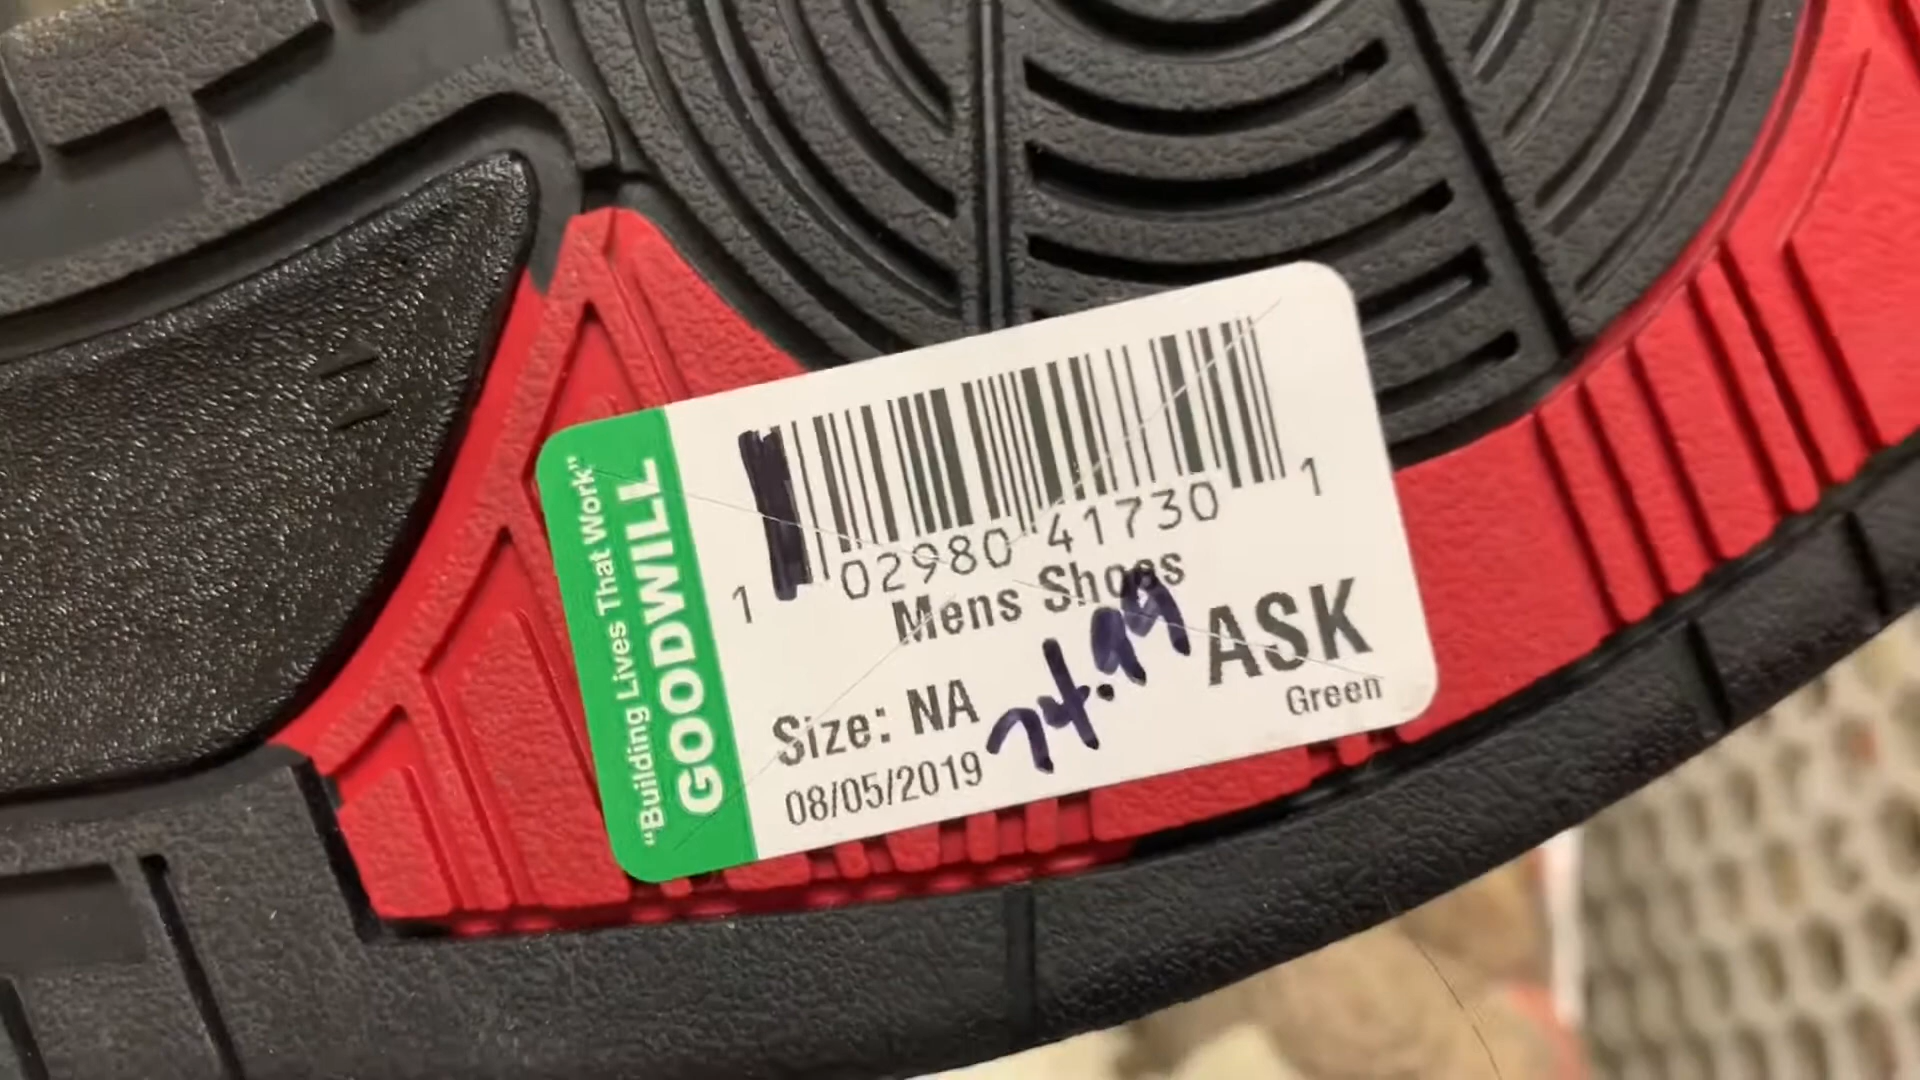 "Building Lives That Work"
GOODWILL
1 02980 41730 1
Mens Shoes
74.99
ASK
Size: NA
Green
08/05/2019